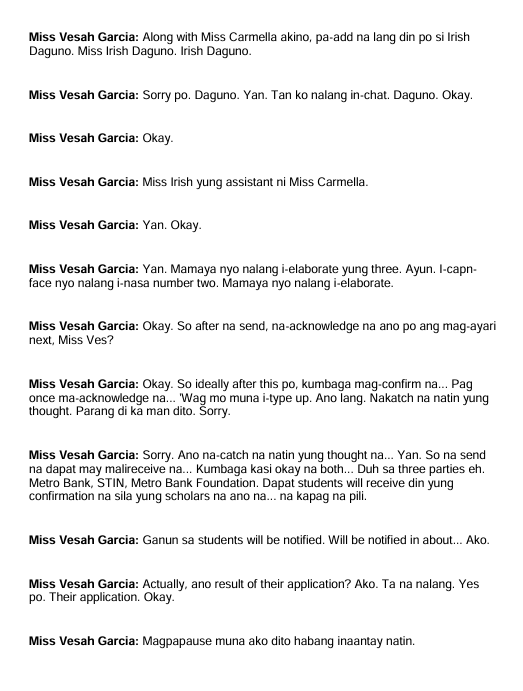 Miss Vesah Garcia: Along with Miss Carmella akino, pa-add na lang din po si Irish
Daguno. Miss Irish Daguno. Irish Daguno.
Miss Vesah Garcia: Sorry po. Daguno. Yan. Tan ko nalang in-chat. Daguno. Okay.
Miss Vesah Garcia: Okay.
Miss Vesah Garcia: Miss Irish yung assistant ni Miss Carmella.
Miss Vesah Garcia: Yan. Okay.
Miss Vesah Garcia: Yan. Mamaya nyo nalang i-elaborate yung three. Ayun. I-capn-
face nyo nalang i-nasa number two. Mamaya nyo nalang i-elaborate.
Miss Vesah Garcia: Okay. So after na send, na-acknowledge na ano po ang mag-ayari
next, Miss Ves?
Miss Vesah Garcia: Okay. So ideally after this po, kumbaga mag-confirm na... Pag
once ma-acknowledge na... 'Wag mo muna i-type up. Ano lang. Nakatch na natin yung
thought. Parang di ka man dito. Sorry.
Miss Vesah Garcia: Sorry. Ano na-catch na natin yung thought na... Yan. So na send
na dapat may malireceive na... Kumbaga kasi okay na both... Duh sa three parties eh.
Metro Bank, STIN, Metro Bank Foundation. Dapat students will receive din yung
confirmation na sila yung scholars na ano na... na kapag na pili.
Miss Vesah Garcia: Ganun sa students will be notified. Will be notified in about... Ako.
Miss Vesah Garcia: Actually, ano result of their application? Ako. Ta na nalang. Yes
po. Their application. Okay.
Miss Vesah Garcia: Magpapause muna ako dito habang inaantay natin.